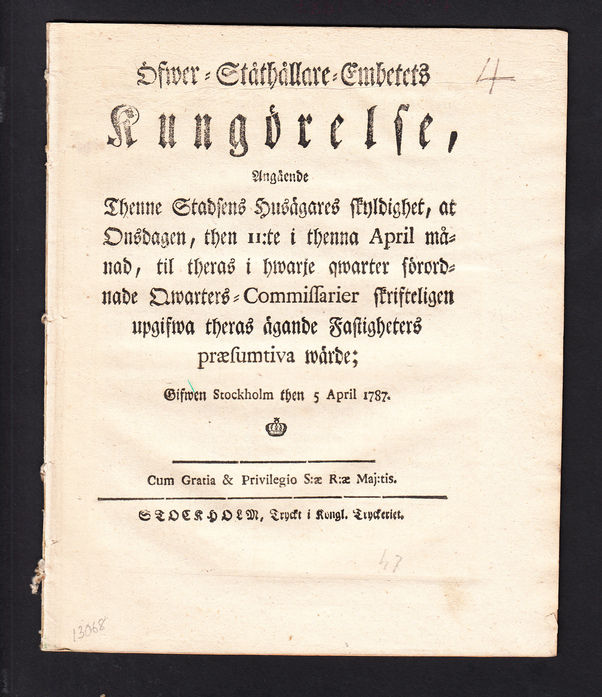 Öfwer-Ståthållare-Embetets
4
Kungörelse,
Angående
Thenne Stadsens Husägares skyldighet, at
Onsdagen, then 11:te i thenna April må-
nad, til theras i hwarje qwarter förord-
nade Qwarters-Commissarier skrifteligen
upgifwa theras ägande Fastigheters
præsumtiva wärde;
Gifwen Stockholm then 5 April 1787.
Cum Gratia & Privilegio S:æ R:æ Maj:tis.
STOCKHOLM, Tryckt i Kongl. Tryckeriet.
47
13068